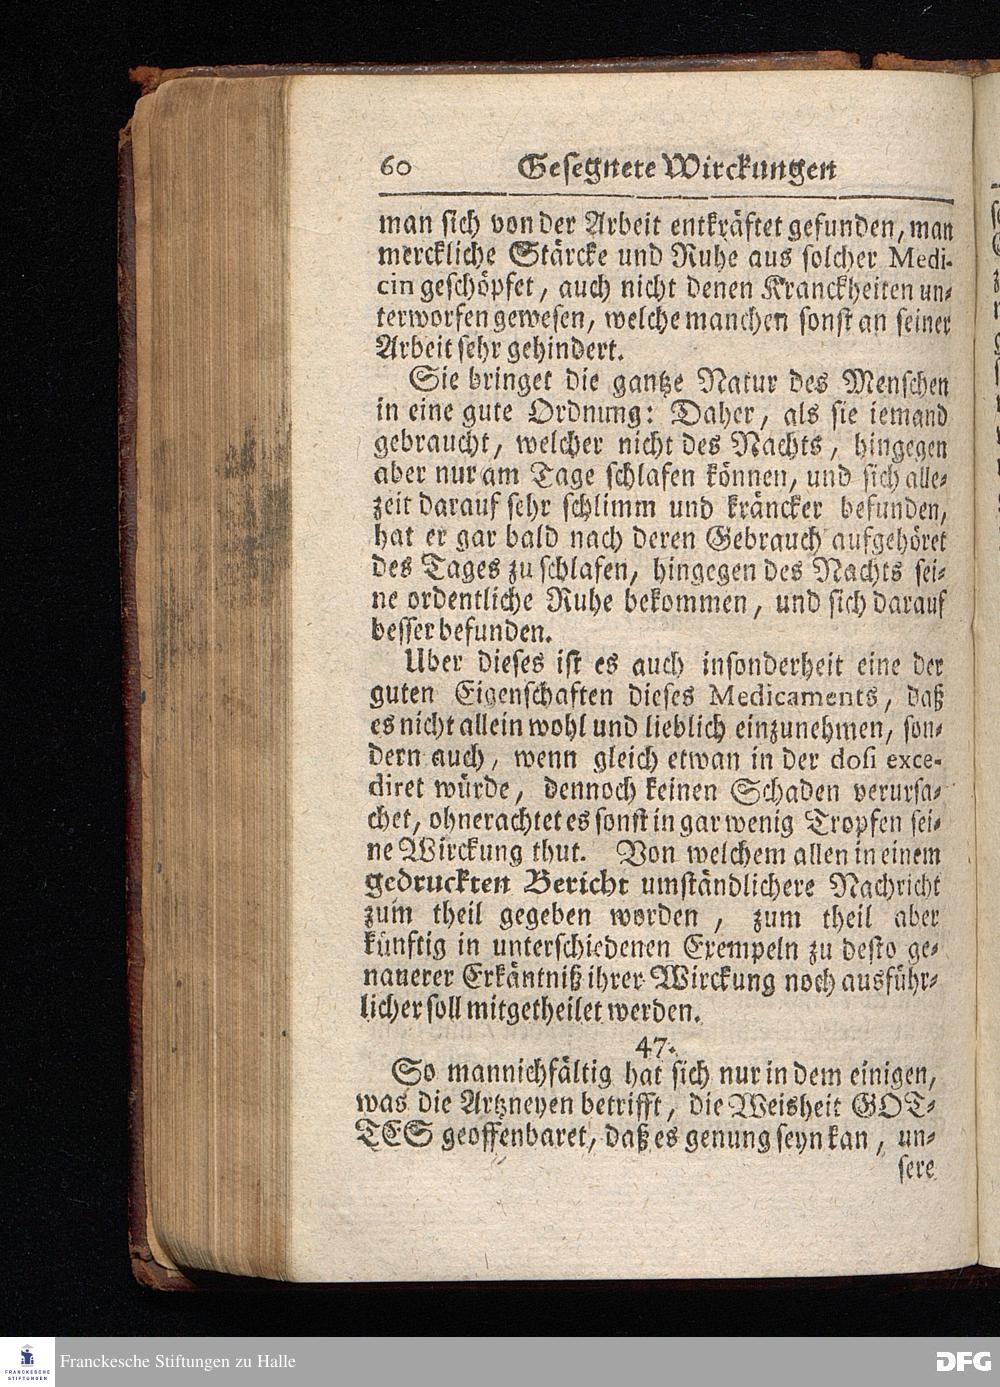 60 Gesegnete Wirckungen
man sich von der Arbeit entkräftet gefunden, man
merckliche Stärcke und Ruhe aus solcher Medi-
cin geschöpfet, auch nicht denen Kranckheiten un-
terworfen gewesen, welche manchen sonst an seiner
Arbeit sehr gehindert.
Sie bringet die gantze Natur des Menschen
in eine gute Ordnung: Daher, als sie iemand
gebraucht, welcher nicht des Nachts, hingegen
aber nur am Tage schlafen können, und sich alle-
zeit darauf sehr schlimm und kräncker befunden,
hat er gar bald nach deren Gebrauch aufgehöret
des Tages zu schlafen, hingegen des Nachts sei-
ne ordentliche Ruhe bekommen, und sich darauf
besser befunden.
Uber dieses ist es auch insonderheit eine der
guten Eigenschaften dieses Medicaments, daß
es nicht allein wohl und lieblich einzunehmen, son-
dern auch, wenn gleich etwan in der dosi exce-
diret würde, dennoch keinen Schaden verursa-
chet, ohnerachtet es sonst in gar wenig Tropfen sei-
ne Wirckung thut. Von welchem allen in einem
gedruckten Bericht umständlichere Nachricht
zum theil gegeben worden, zum theil aber
künftig in unterschiedenen Exempeln zu desto ge-
nauerer Erkäntniß ihrer Wirckung noch ausführ-
licher soll mitgetheilet werden.
47.
So mannichfältig hat sich nur in dem einigen,
was die Artzneyen betrifft, die Weisheit GOT-
TES geoffenbaret, daß es genung seyn kan, un-
sere
FRANCKESCHE
STIFTUNGEN
Franckesche Stiftungen zu Halle
DFG